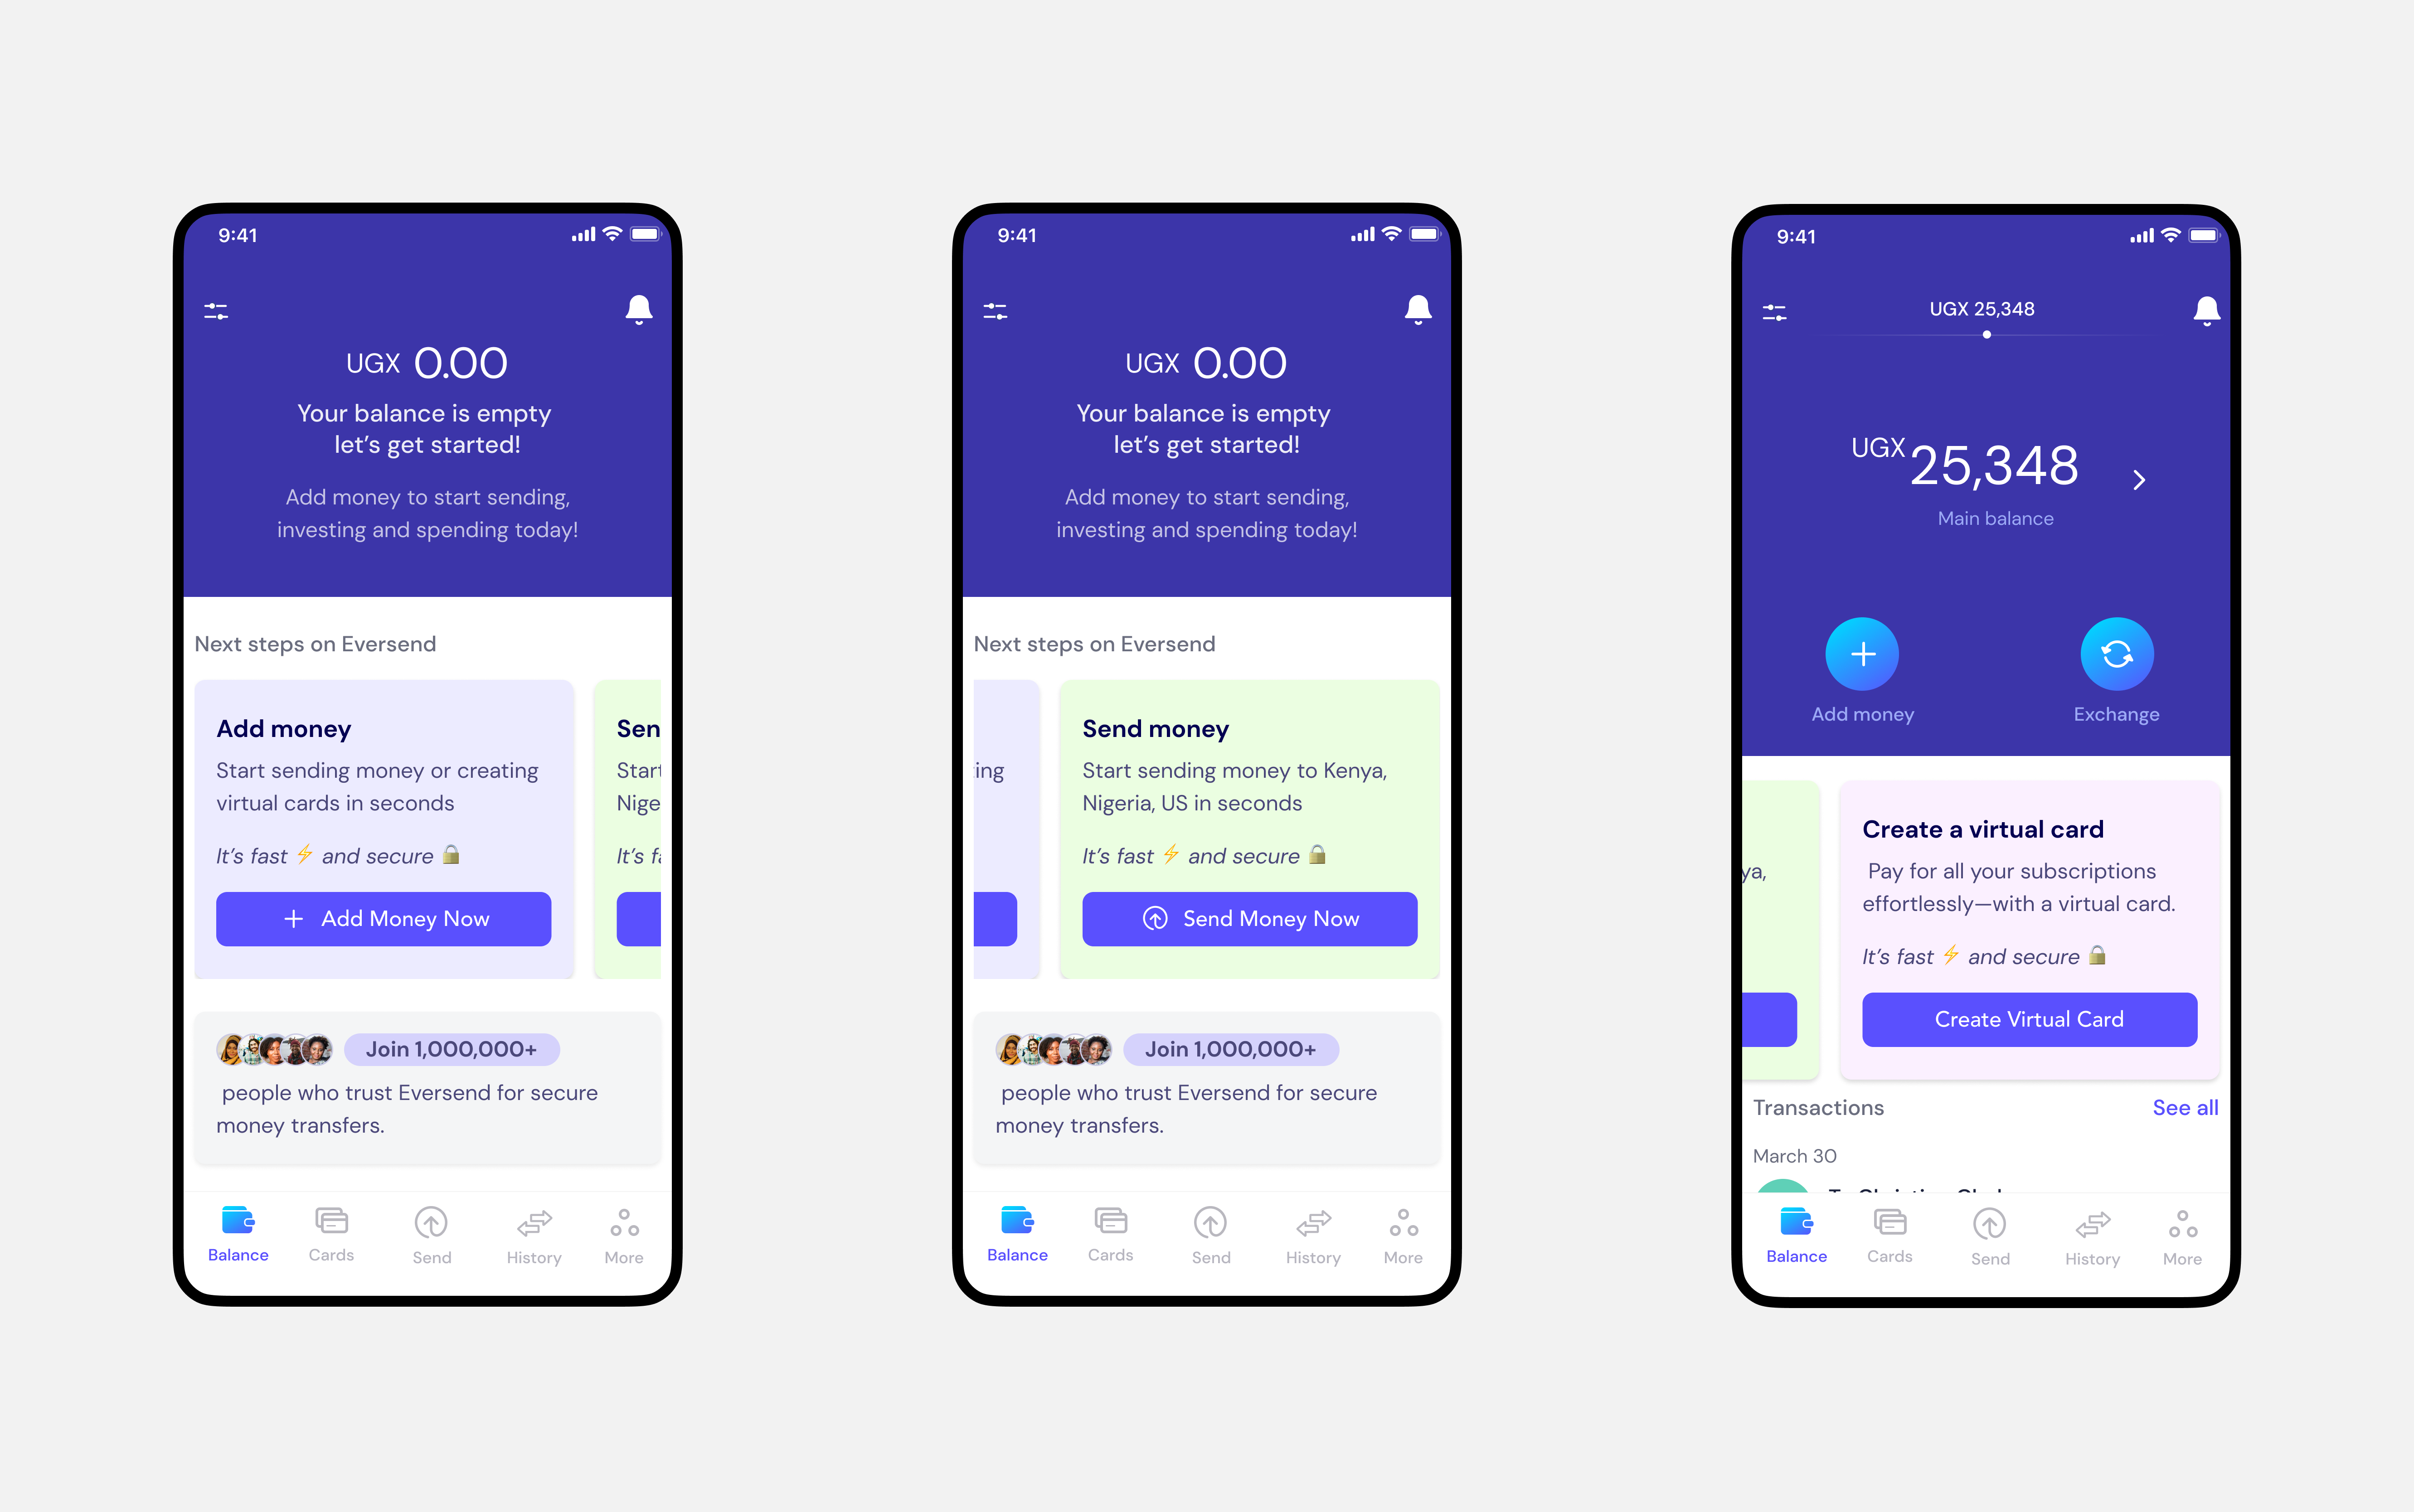 9:41
UGX 0.00
Your balance is empty
let's get started!
Add money to start sending,
investing and spending today!
Next steps on Eversend
Add money
Start sending money or creating
virtual cards in seconds
It's fast ⚡ and secure 🔒
Add Money Now
Sen
Start
Nige
It's fa
Join 1,000,000+
people who trust Eversend for secure
money transfers.
Balance
Cards
Send
History
More
9:41
UGX 0.00
Your balance is empty
let's get started!
Add money to start sending,
investing and spending today!
Next steps on Eversend
ing
Send money
Start sending money to Kenya,
Nigeria, US in seconds
It's fast ⚡ and secure 🔒
Send Money Now
Join 1,000,000+
people who trust Eversend for secure
money transfers.
Balance
Cards
Send
History
More
9:41
UGX 25,348
UGX 25,348
Main balance
Add money
Exchange
ya,
Create a virtual card
Pay for all your subscriptions
effortlessly—with a virtual card.
It's fast ⚡ and secure 🔒
Create Virtual Card
Transactions
See all
March 30
Balance
Cards
Send
History
More